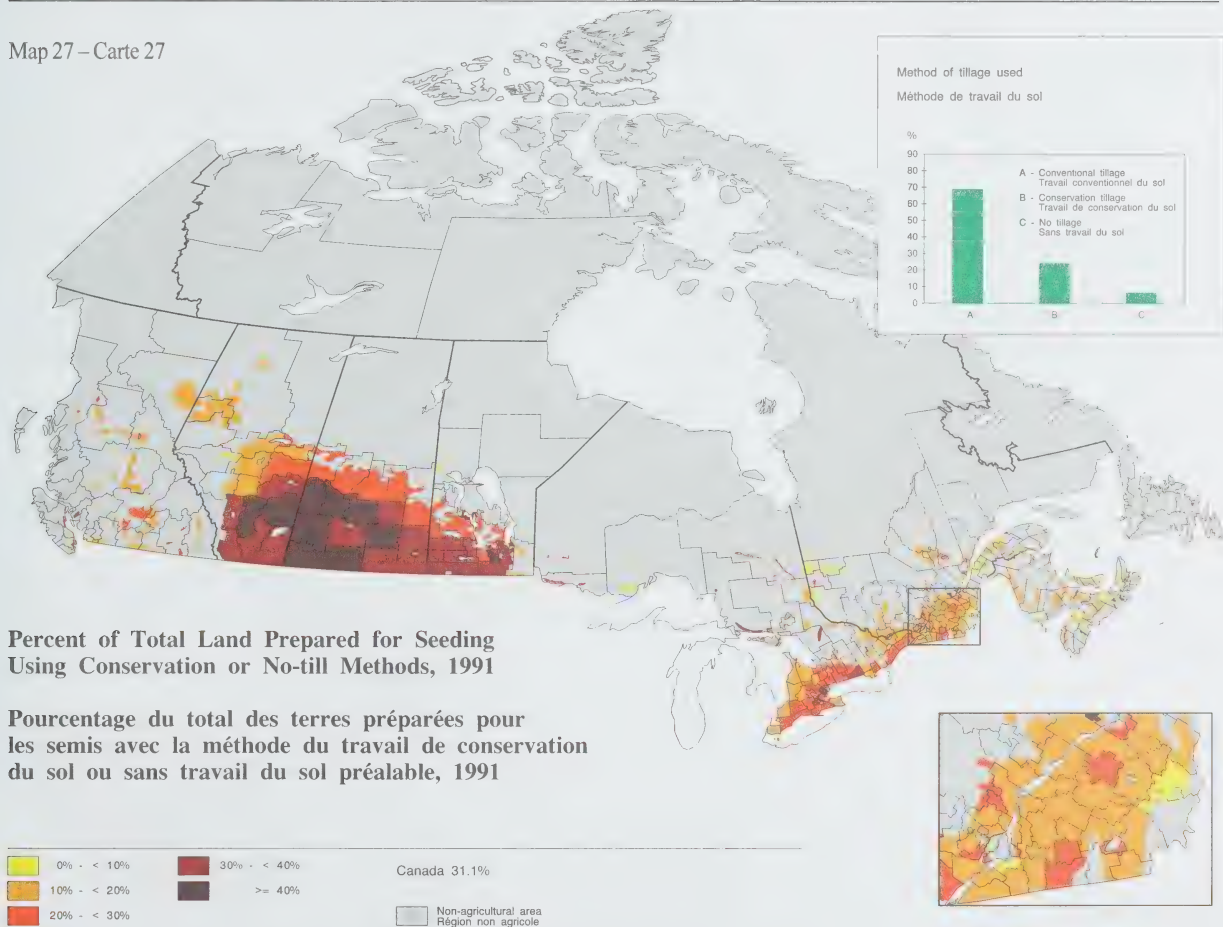 Map 27 – Carte 27
Method of tillage used
Méthode de travail du sol
%
90
80
70
60
50
40
30
20
10
0
A - Conventional tillage
Travail conventionnel du sol
B - Conservation tillage
Travail de conservation du sol
C - No tillage
Sans travail du sol
A
B
C
Percent of Total Land Prepared for Seeding
Using Conservation or No-till Methods, 1991
Pourcentage du total des terres préparées pour
les semis avec la méthode du travail de conservation
du sol ou sans travail du sol préalable, 1991
0% - < 10%
10% - < 20%
20% - < 30%
30% - < 40%
>= 40%
Canada 31.1%
Non-agricultural area
Région non agricole